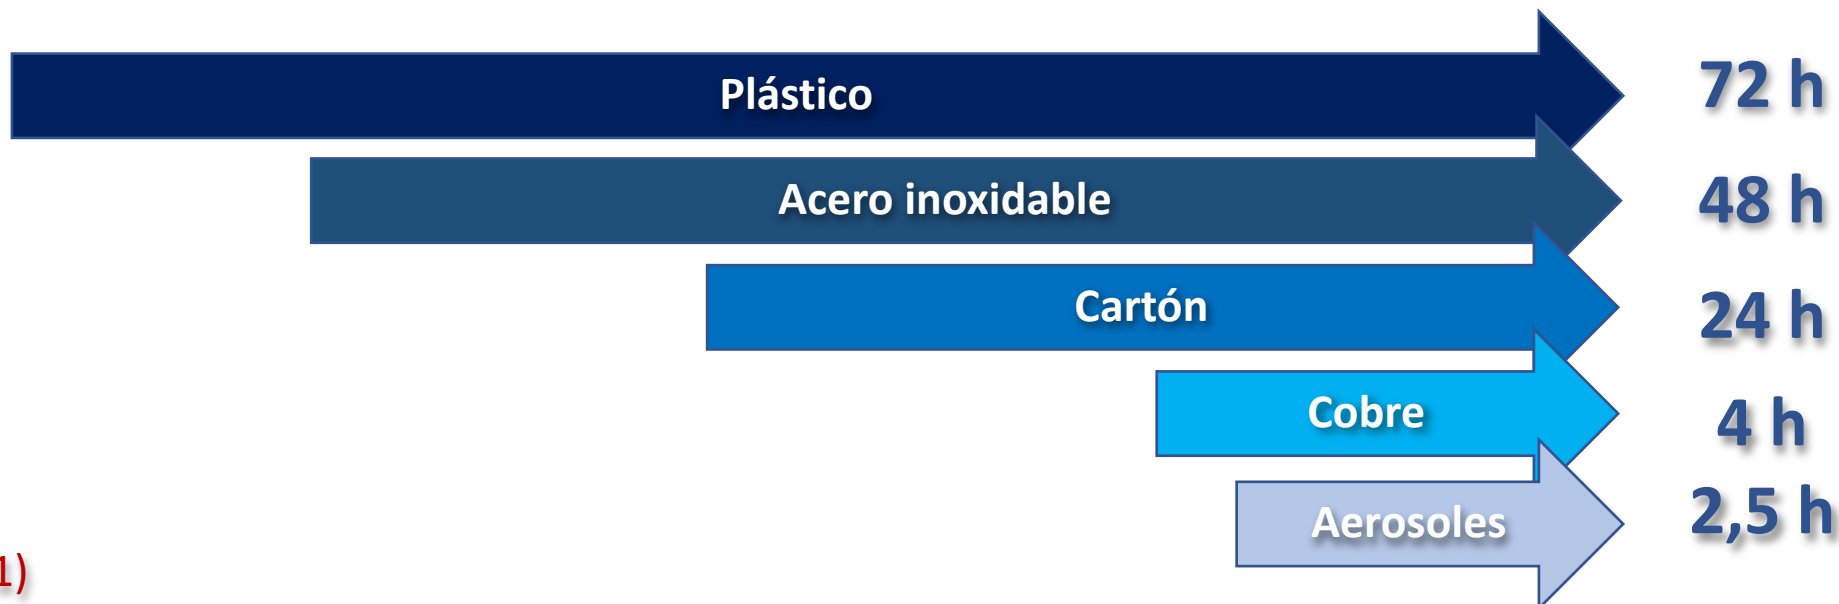 Plástico 72 h
Acero inoxidable 48 h
Cartón 24 h
Cobre 4 h
Aerosoles 2,5 h
1)